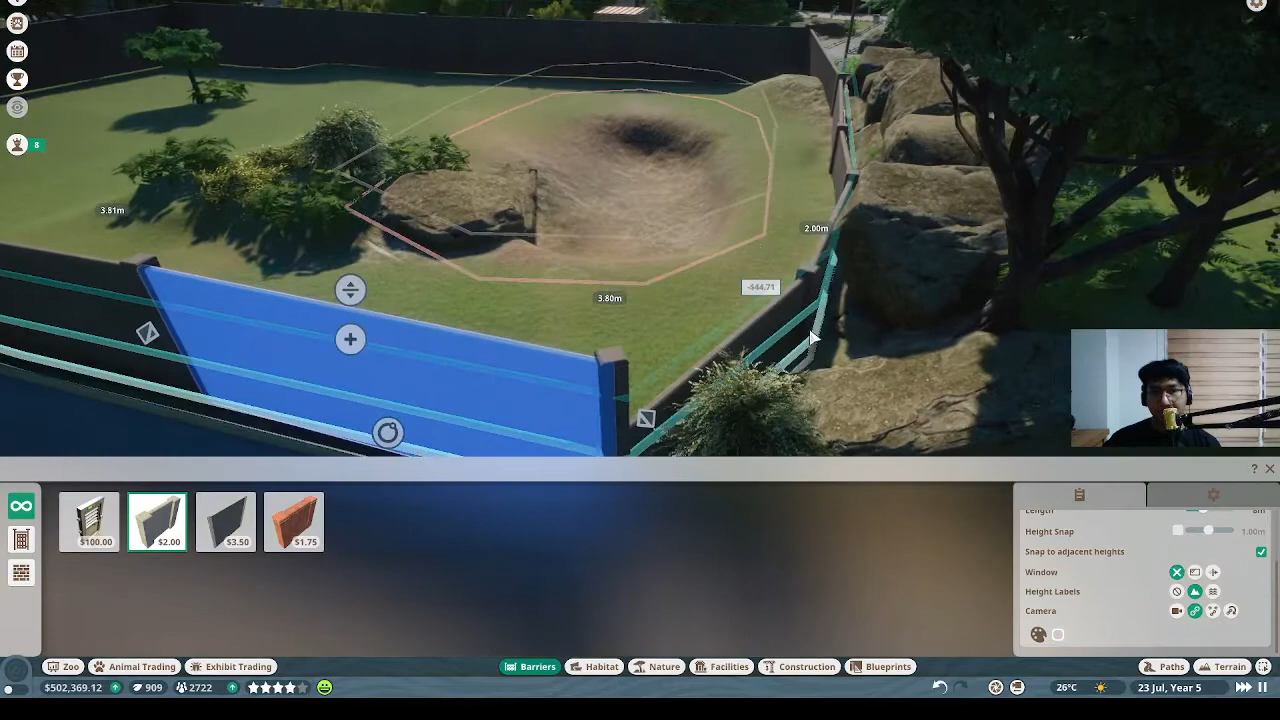 8
3.81m
2.00m
-$44.71
3.80m
?
$100.00
$2.00
$3.50
$1.75
Length 8m
Height Snap 1.00m
Snap to adjacent heights
Window
Height Labels
Camera
Zoo Animal Trading Exhibit Trading Barriers Habitat Nature Facilities Construction Blueprints Paths Terrain
$502,369.12 909 2722 26°C 23 Jul, Year 5